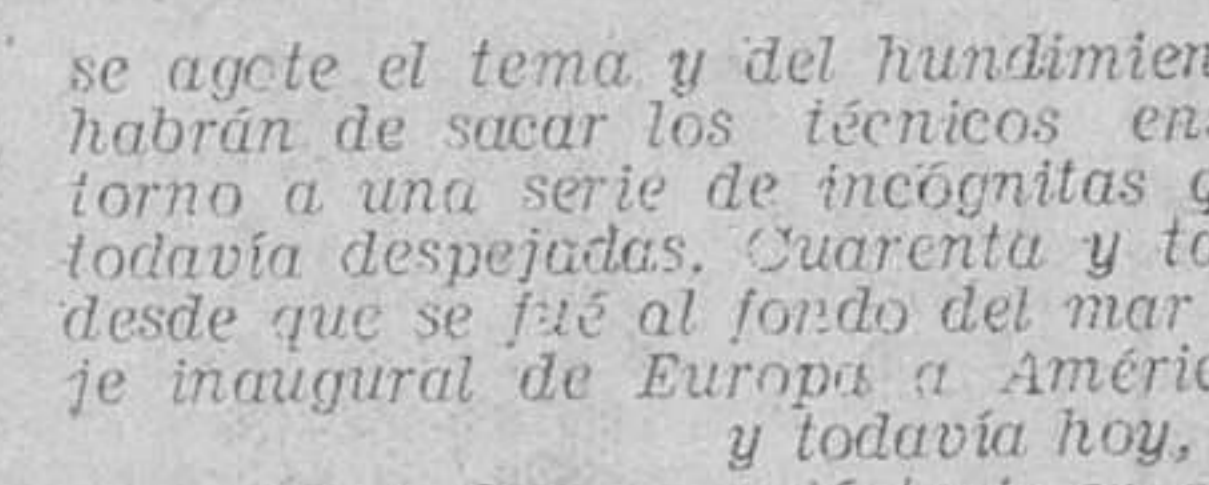 se agote el tema y del hundimien
habrán de sacar los técnicos en
torno a una serie de incógnitas q
todavía despejadas. Cuarenta y ta
desde que se fué al fondo del mar
je inaugural de Europa a Améric
y todavía hoy,